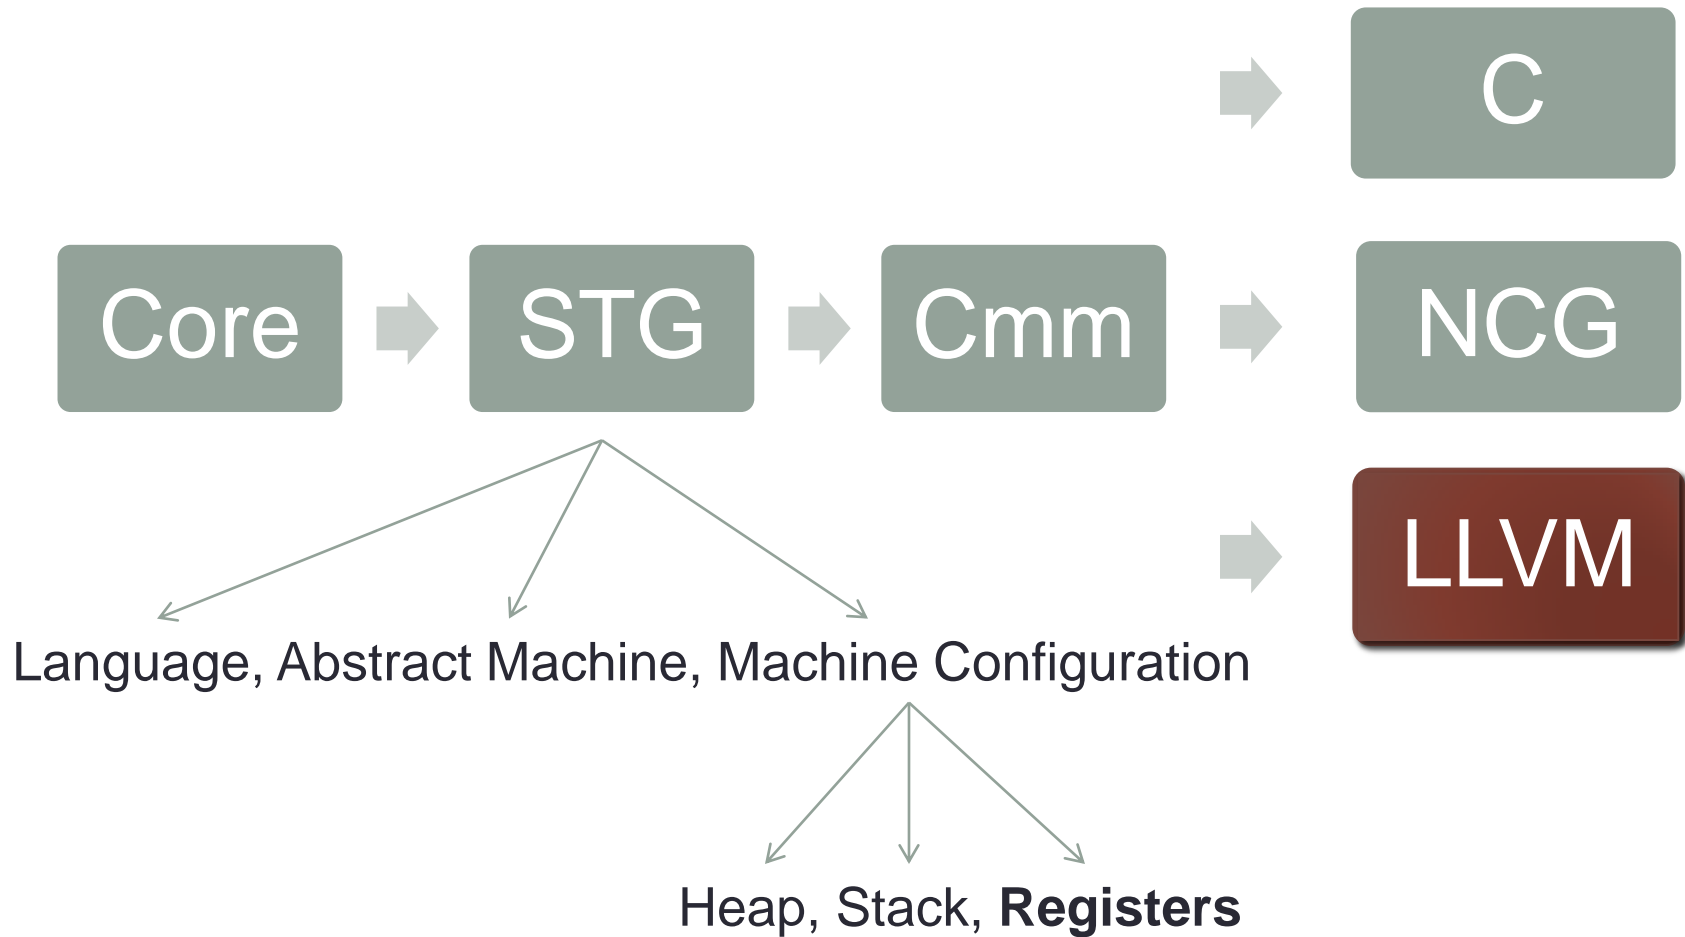 C
Core STG Cmm NCG
LLVM
Language, Abstract Machine, Machine Configuration
Heap, Stack, Registers